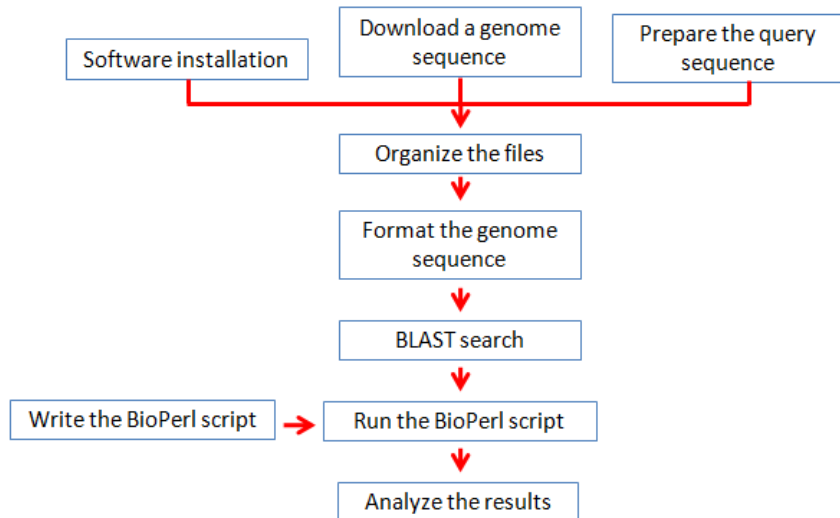 Software installation
Download a genome
sequence
Prepare the query
sequence
Organize the files
Format the genome
sequence
BLAST search
Write the BioPerl script
Run the BioPerl script
Analyze the results